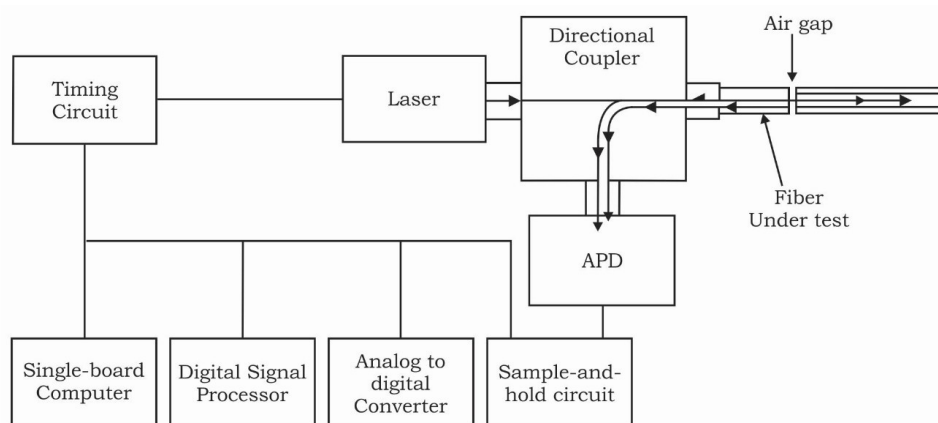 Directional
Coupler
Air gap
Timing
Circuit
Laser
Fiber
Under test
APD
Single-board
Computer
Digital Signal
Processor
Analog to
digital
Converter
Sample-and-
hold circuit